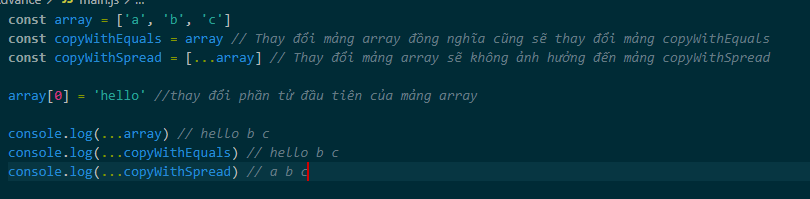 main.js > ...
const array = ['a', 'b', 'c']
const copyWithEquals = array // Thay đổi mảng array đồng nghĩa cũng sẽ thay đổi mảng copyWithEquals
const copyWithSpread = [...array] // Thay đổi mảng array sẽ không ảnh hưởng đến mảng copyWithSpread
array[0] = 'hello' //thay đổi phần tử đầu tiên của mảng array
console.log(...array) // hello b c
console.log(...copyWithEquals) // hello b c
console.log(...copyWithSpread) // a b c